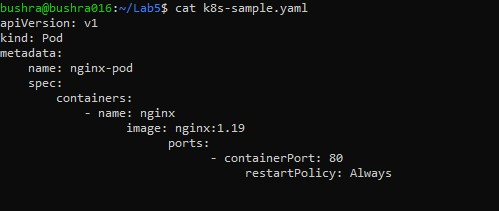 bushra@bushra016:~/Lab5$ cat k8s-sample.yaml
apiVersion: v1
kind: Pod
metadata:
    name: nginx-pod
    spec:
        containers:
            - name: nginx
                  image: nginx:1.19
                        ports:
                              - containerPort: 80
                                   restartPolicy: Always